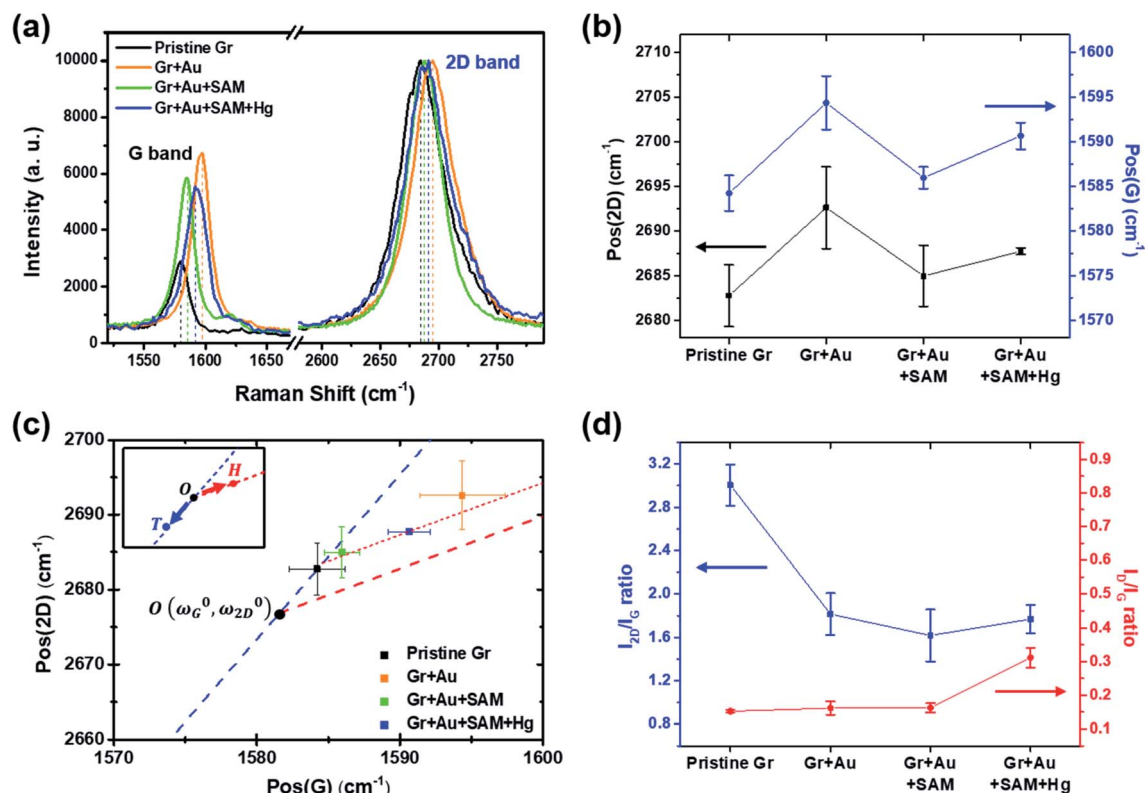 (a)
Pristine Gr
Gr+Au
Gr+Au+SAM
Gr+Au+SAM+Hg
2D band
G band
Intensity (a. u.)
10000
8000
6000
4000
2000
0
1550 1600 1650 2600 2650 2700 2750
Raman Shift (cm-1)
(b)
Pos(2D) (cm-1)
2710
2705
2700
2695
2690
2685
2680
1600
1595
1590
1585
1580
1575
1570
Pos(G) (cm-1)
Pristine Gr Gr+Au Gr+Au Gr+Au
+SAM +SAM+Hg
(c)
Pos(2D) (cm-1)
2700
2690
2680
2670
2660
H
O
T
O (ωG0, ω2D0)
Pristine Gr
Gr+Au
Gr+Au+SAM
Gr+Au+SAM+Hg
1570 1580 1590 1600
Pos(G) (cm-1)
(d)
I2D/IG ratio
3.2
2.8
2.4
2.0
1.6
1.2
0.8
0.9
0.8
0.7
0.6
0.5
0.4
0.3
0.2
0.1
ID/IG ratio
Pristine Gr Gr+Au Gr+Au Gr+Au
+SAM +SAM+Hg